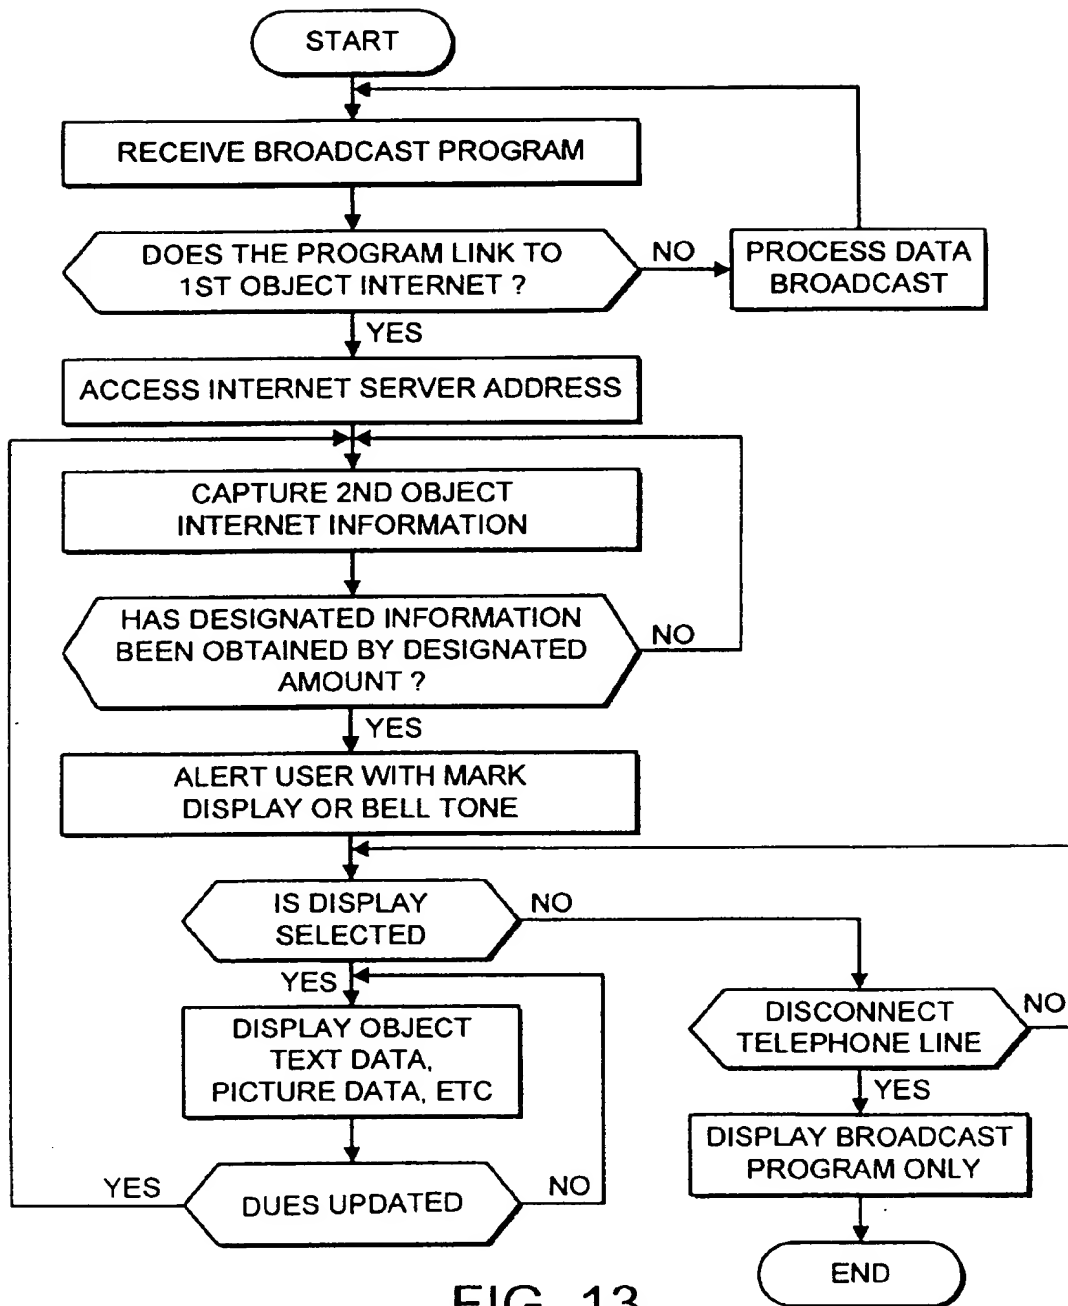 START
RECEIVE BROADCAST PROGRAM
DOES THE PROGRAM LINK TO
1ST OBJECT INTERNET ?
NO
PROCESS DATA
BROADCAST
YES
ACCESS INTERNET SERVER ADDRESS
CAPTURE 2ND OBJECT
INTERNET INFORMATION
HAS DESIGNATED INFORMATION
BEEN OBTAINED BY DESIGNATED
AMOUNT ?
NO
YES
ALERT USER WITH MARK
DISPLAY OR BELL TONE
IS DISPLAY
SELECTED
NO
YES
DISPLAY OBJECT
TEXT DATA,
PICTURE DATA, ETC
DISCONNECT
TELEPHONE LINE
NO
YES
DISPLAY BROADCAST
PROGRAM ONLY
DUES UPDATED
YES
NO
END
FIG. 13